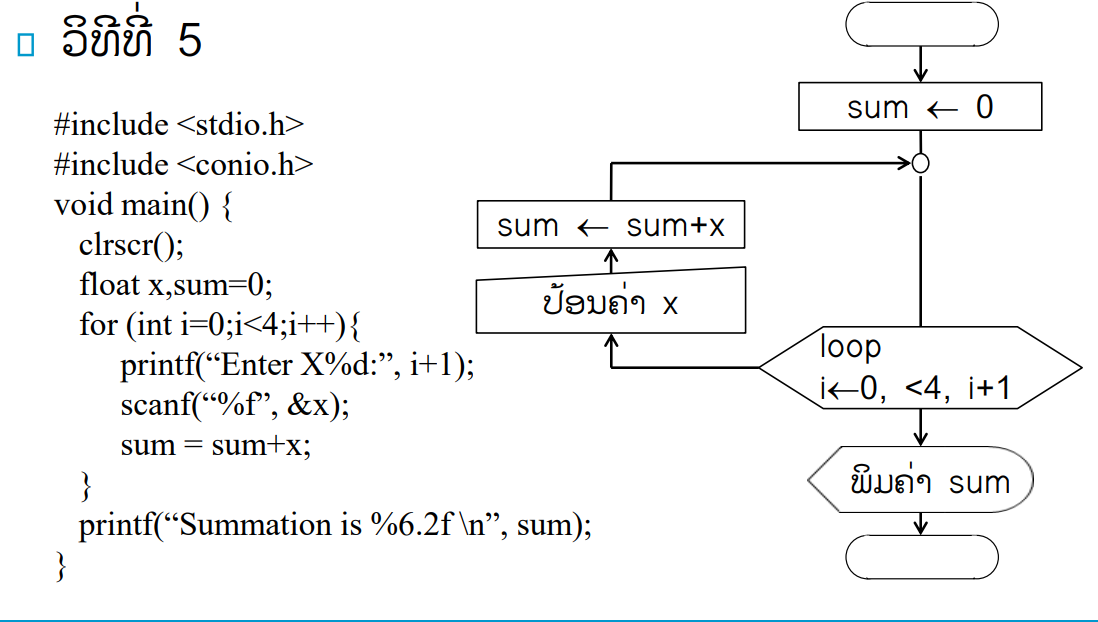 ວິທີທີ່ 5
#include <stdio.h>
#include <conio.h>
void main() {
clrscr();
float x,sum=0;
for (int i=0;i<4;i++){
printf(“Enter X%d:”, i+1);
scanf(“%f”, &x);
sum = sum+x;
}
printf(“Summation is %6.2f \n”, sum);
}
sum ← 0
sum ← sum+x
ປ້ອນຄ່າ x
loop
i←0, <4, i+1
ພິມຄ່າ sum